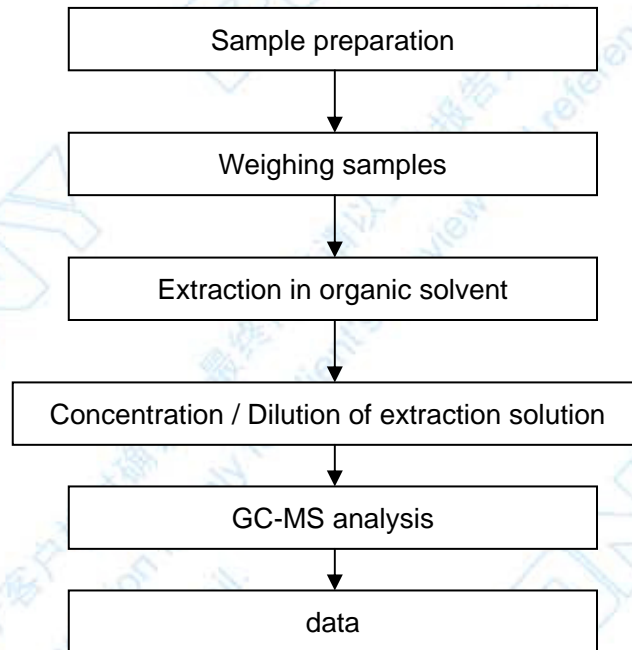 Sample preparation
Weighing samples
Extraction in organic solvent
Concentration / Dilution of extraction solution
GC-MS analysis
data